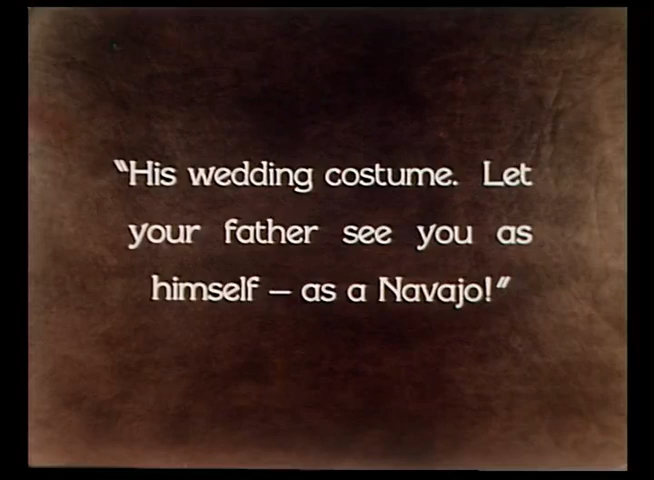 "His wedding costume. Let
your father see you as
himself — as a Navajo!"